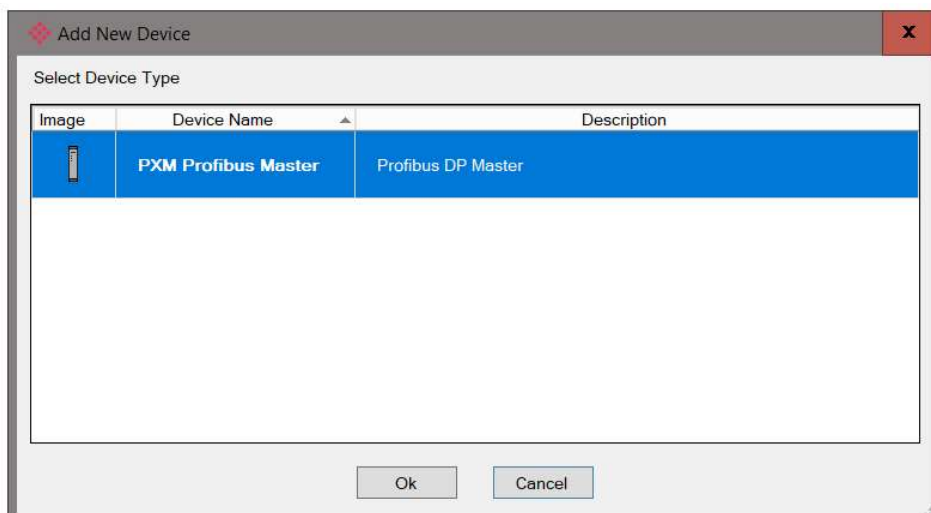 Add New Device
x
Select Device Type
Image Device Name Description
PXM Profibus Master Profibus DP Master
Ok Cancel